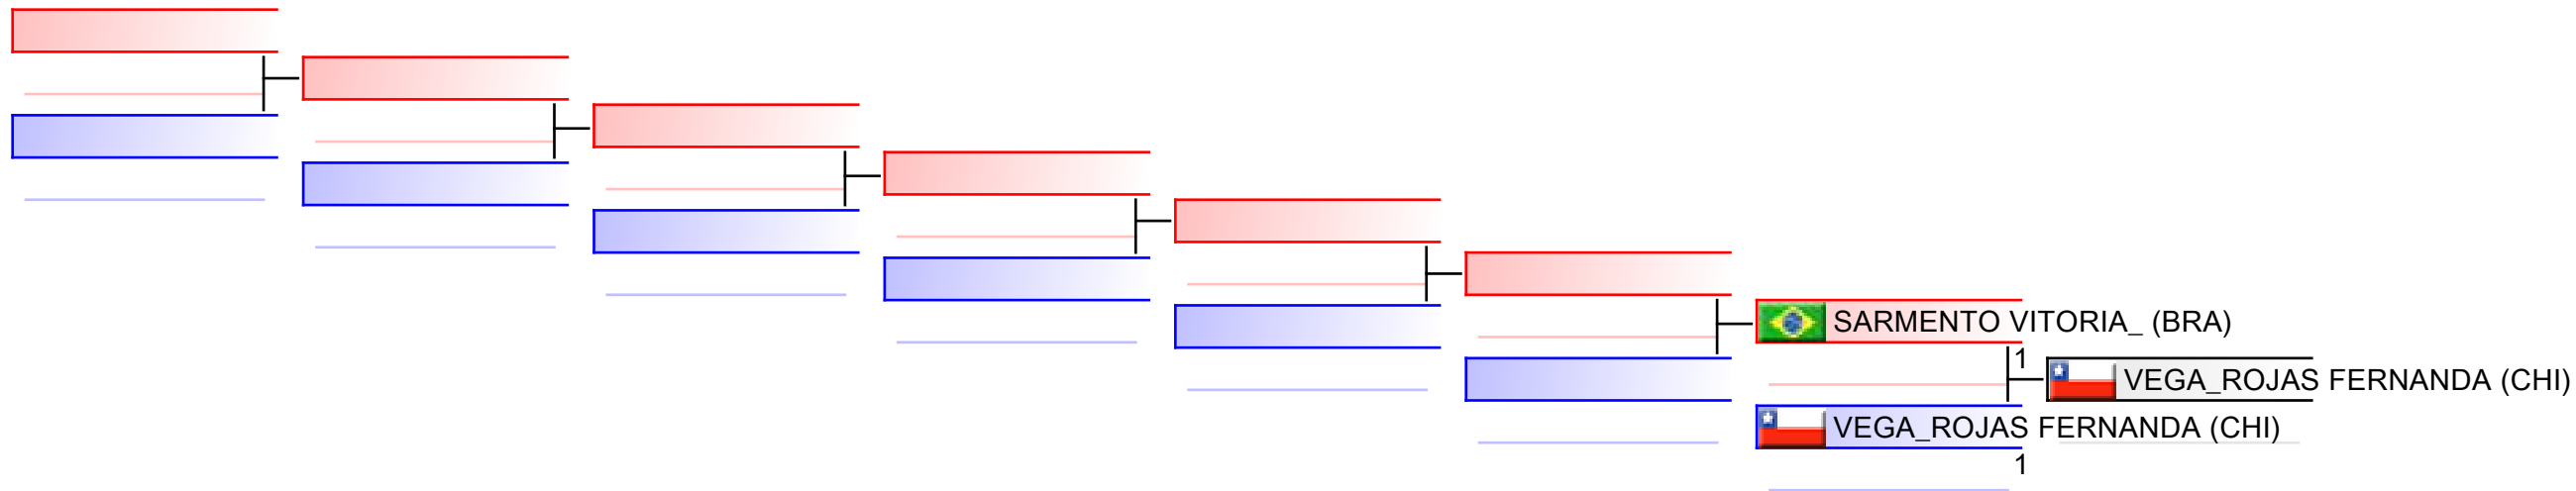 SARMENTO VITORIA_ (BRA)
1
VEGA_ROJAS FERNANDA (CHI)
VEGA_ROJAS FERNANDA (CHI)
1